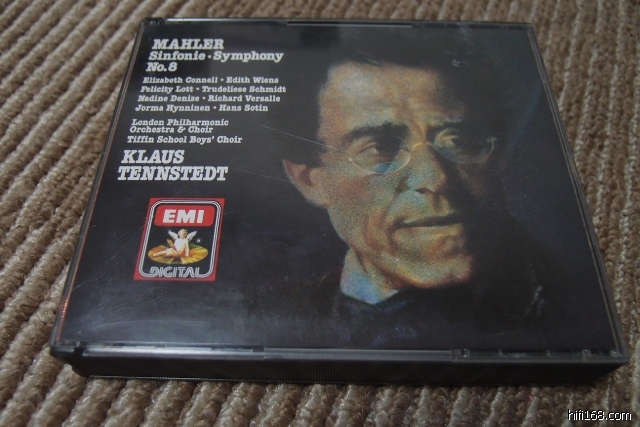 MAHLER
Sinfonie · Symphony
No. 8
Elizabeth Connell · Edith Wiens
Felicity Lott · Trudeliese Schmidt
Nadine Denize · Richard Versalle
Jorma Hynninen · Hans Sotin
London Philharmonic
Orchestra & Choir
Tiffin School Boys' Choir
KLAUS
TENNSTEDT
EMI
DIGITAL
hifi168.com